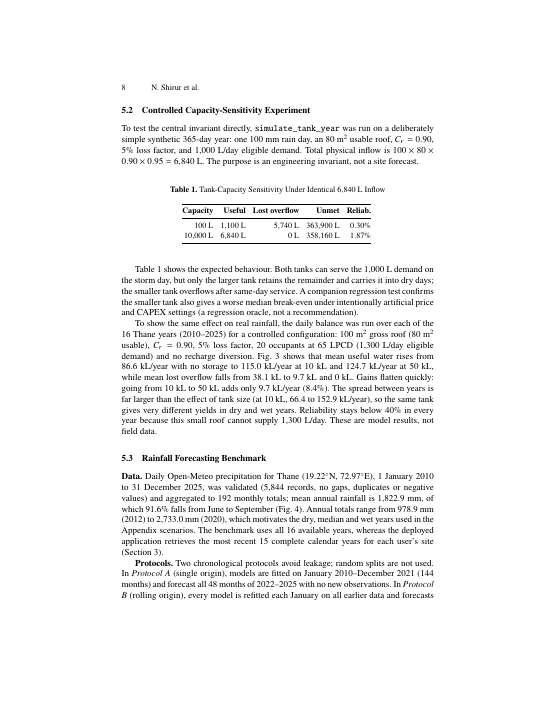 8 N. Shirur et al.
5.2 Controlled Capacity-Sensitivity Experiment
To test the central invariant directly, simulate_tank_year was run on a deliberately
simple synthetic 365-day year: one 100 mm rain day, an 80 m² usable roof, Cᵣ = 0.90,
5% loss factor, and 1,000 L/day eligible demand. Total physical inflow is 100 × 80 ×
0.90 × 0.95 = 6,840 L. The purpose is an engineering invariant, not a site forecast.
Table 1. Tank-Capacity Sensitivity Under Identical 6,840 L Inflow
Capacity Useful Lost overflow Unmet Reliab.
100 L 1,100 L 5,740 L 363,900 L 0.30%
10,000 L 6,840 L 0 L 358,160 L 1.87%
Table 1 shows the expected behaviour. Both tanks can serve the 1,000 L demand on
the storm day, but only the larger tank retains the remainder and carries it into dry days;
the smaller tank overflows after same-day service. A companion regression test confirms
the smaller tank also gives a worse median break-even under intentionally artificial price
and CAPEX settings (a regression oracle, not a recommendation).
To show the same effect on real rainfall, the daily balance was run over each of the
16 Thane years (2010–2025) for a controlled configuration: 100 m² gross roof (80 m²
usable), Cᵣ = 0.90, 5% loss factor, 20 occupants at 65 LPCD (1,300 L/day eligible
demand) and no recharge diversion. Fig. 3 shows that mean useful water rises from
86.6 kL/year with no storage to 115.0 kL/year at 10 kL and 124.7 kL/year at 50 kL,
while mean lost overflow falls from 38.1 kL to 9.7 kL and 0 kL. Gains flatten quickly:
going from 10 kL to 50 kL adds only 9.7 kL/year (8.4%). The spread between years is
far larger than the effect of tank size (at 10 kL, 66.4 to 152.9 kL/year), so the same tank
gives very different yields in dry and wet years. Reliability stays below 40% in every
year because this small roof cannot supply 1,300 L/day. These are model results, not
field data.
5.3 Rainfall Forecasting Benchmark
Data. Daily Open-Meteo precipitation for Thane (19.22°N, 72.97°E), 1 January 2010
to 31 December 2025, was validated (5,844 records, no gaps, duplicates or negative
values) and aggregated to 192 monthly totals; mean annual rainfall is 1,822.9 mm, of
which 91.6% falls from June to September (Fig. 4). Annual totals range from 978.9 mm
(2012) to 2,733.0 mm (2020), which motivates the dry, median and wet years used in the
Appendix scenarios. The benchmark uses all 16 available years, whereas the deployed
application retrieves the most recent 15 complete calendar years for each user's site
(Section 3).
Protocols. Two chronological protocols avoid leakage; random splits are not used.
In Protocol A (single origin), models are fitted on January 2010–December 2021 (144
months) and forecast all 48 months of 2022–2025 with no new observations. In Protocol
B (rolling origin), every model is refitted each January on all earlier data and forecasts